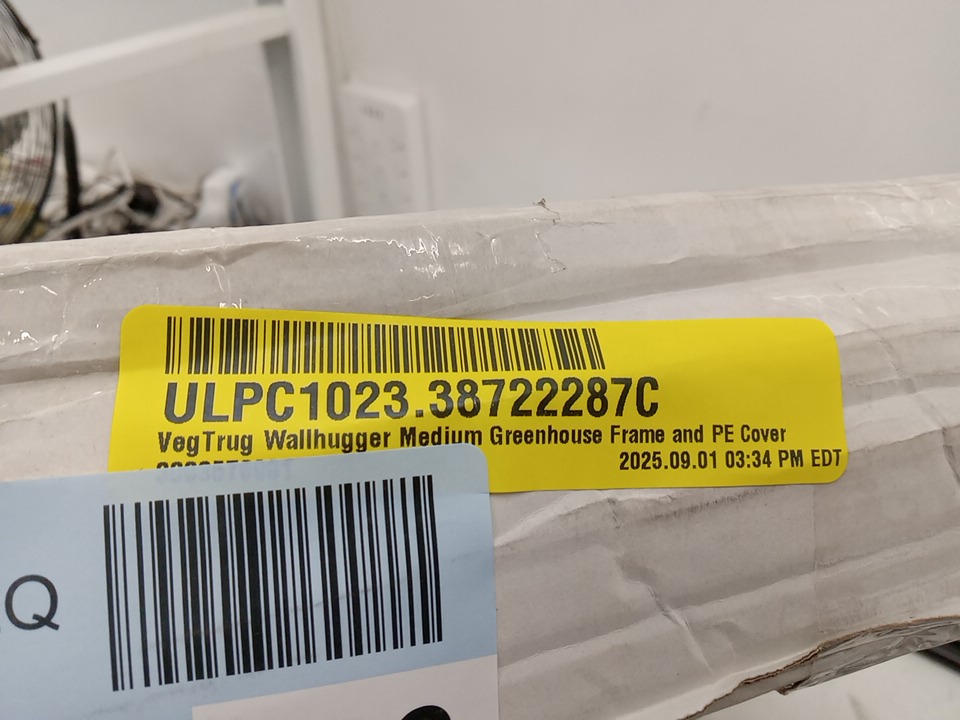 ULPC1023.38722287C
VegTrug Wallhugger Medium Greenhouse Frame and PE Cover
2025.09.01 03:34 PM EDT
Q